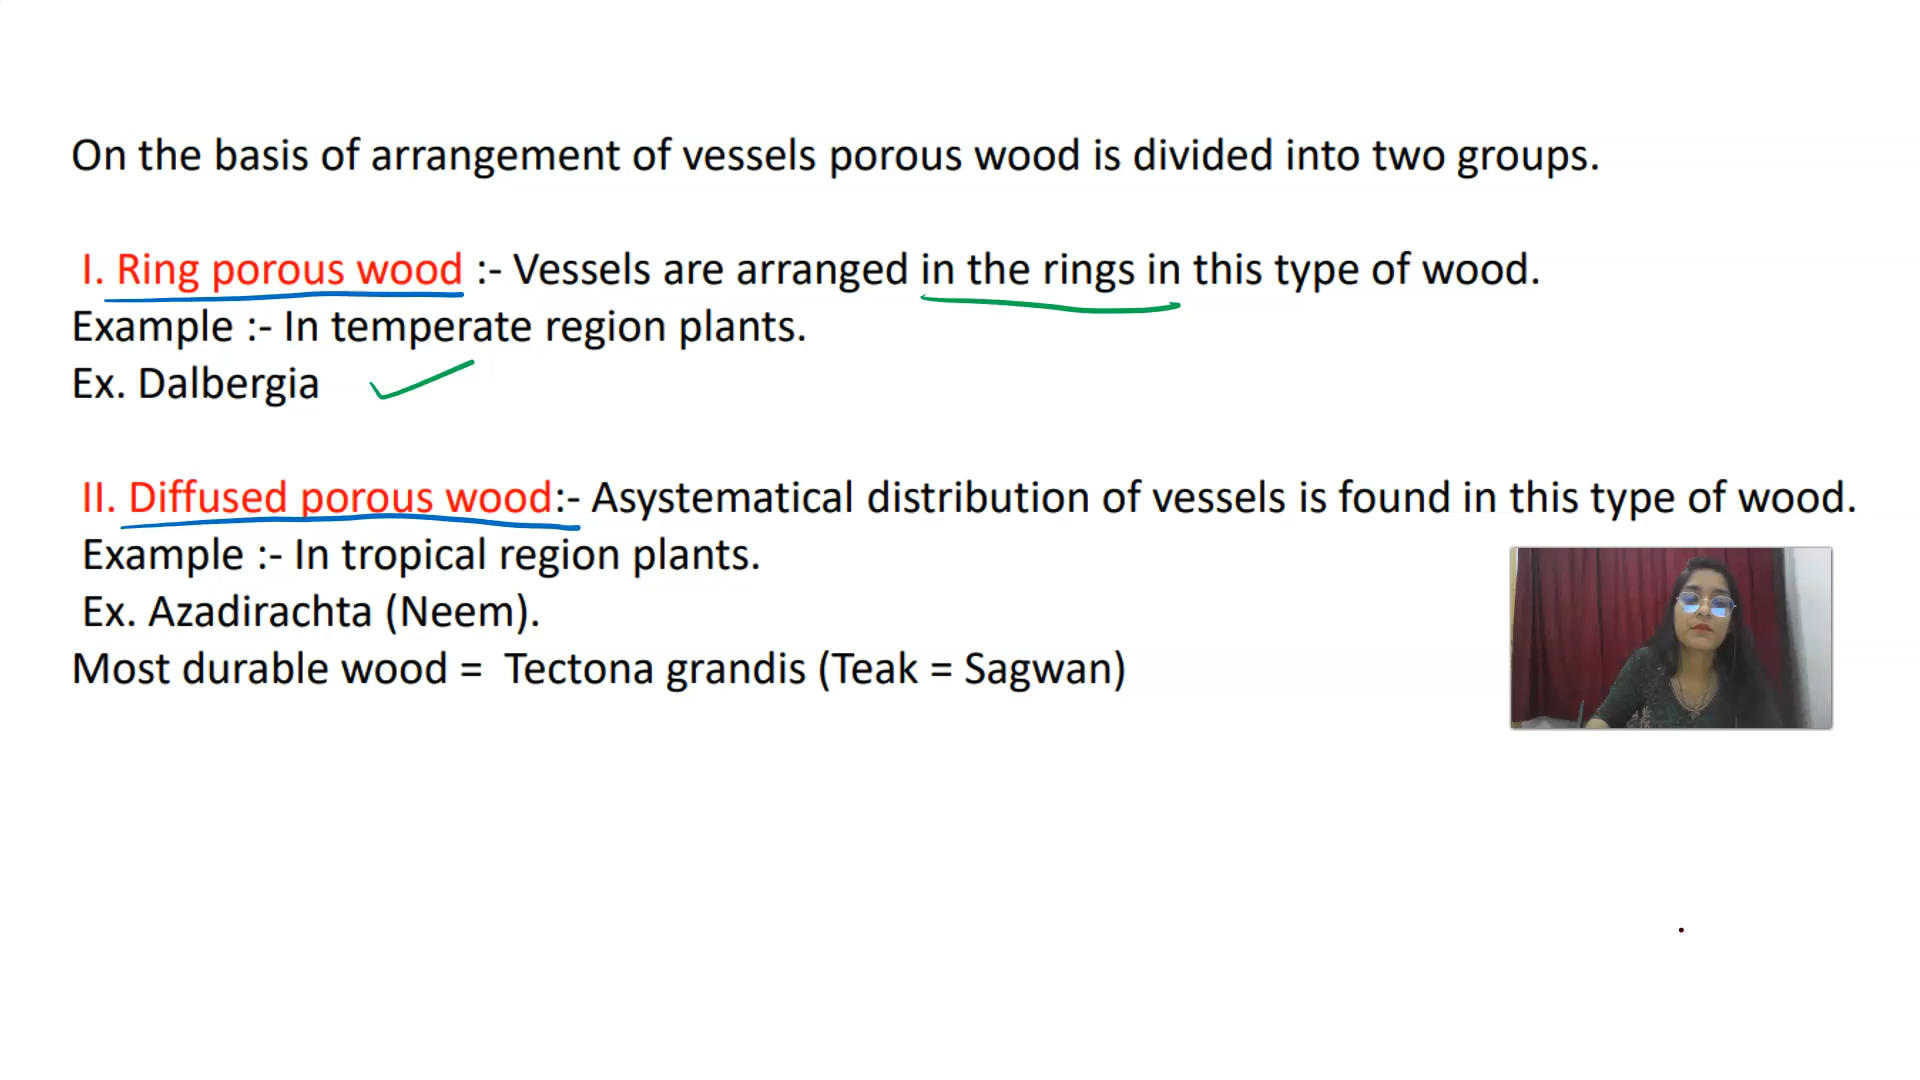 On the basis of arrangement of vessels porous wood is divided into two groups.
I. Ring porous wood :- Vessels are arranged in the rings in this type of wood.
Example :- In temperate region plants.
Ex. Dalbergia
II. Diffused porous wood:- Asystematical distribution of vessels is found in this type of wood.
Example :- In tropical region plants.
Ex. Azadirachta (Neem).
Most durable wood = Tectona grandis (Teak = Sagwan)